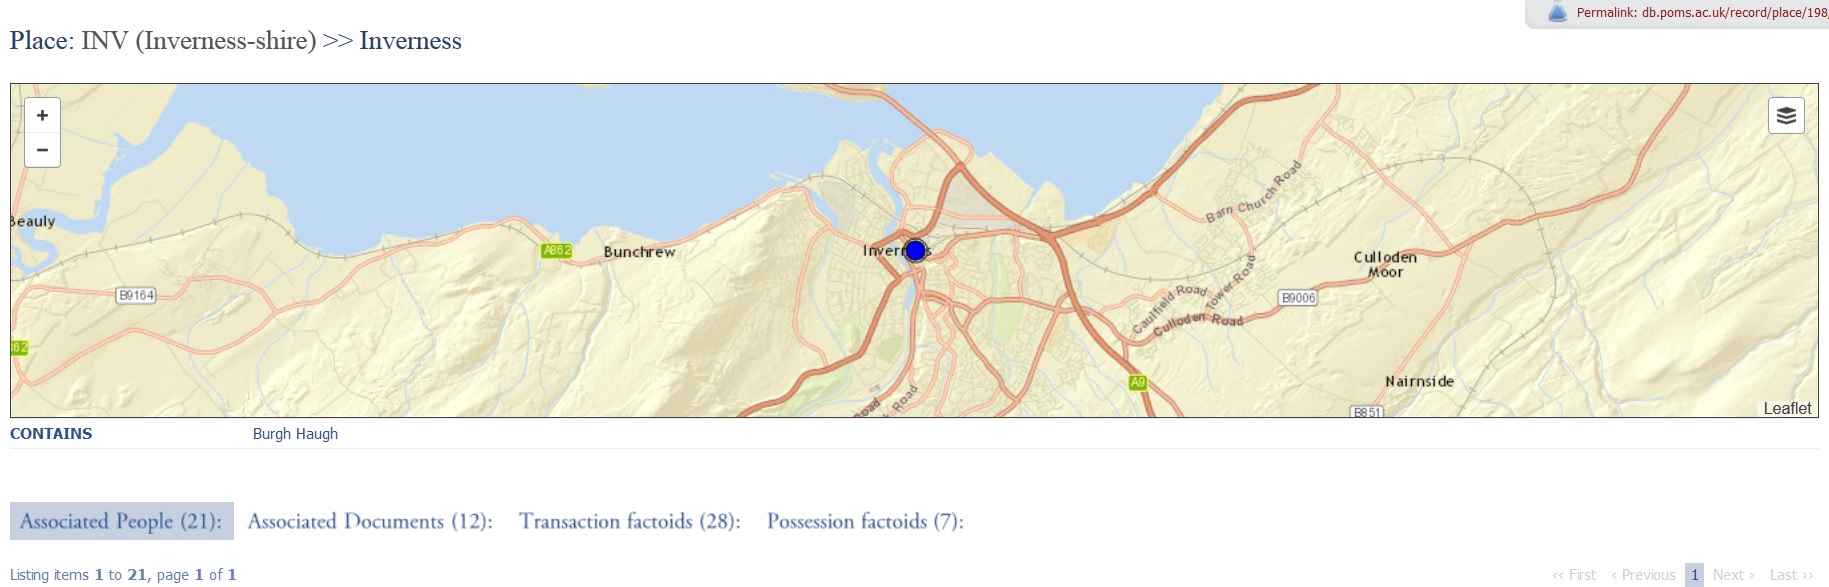 Permalink: db.poms.ac.uk/record/place/198
Place: INV (Inverness-shire) >> Inverness
+
−
Beauly
A862
Bunchrew
Barn Church Road
Culloden
Moor
B9164
Caulfield Road
Tower Road
B9006
Culloden Road
62
A9
Nairnside
Road
Road
B851
Leaflet
CONTAINS Burgh Haugh
Associated People (21): Associated Documents (12): Transaction factoids (28): Possession factoids (7):
Listing items 1 to 21, page 1 of 1 ‹‹ First ‹ Previous 1 Next › Last ››